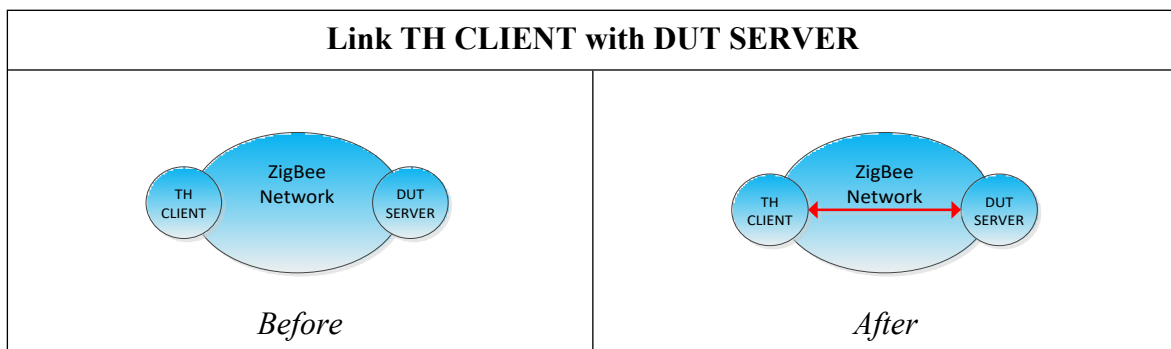 Link TH CLIENT with DUT SERVER
ZigBee
Network
TH
CLIENT
DUT
SERVER
Before
ZigBee
Network
TH
CLIENT
DUT
SERVER
After